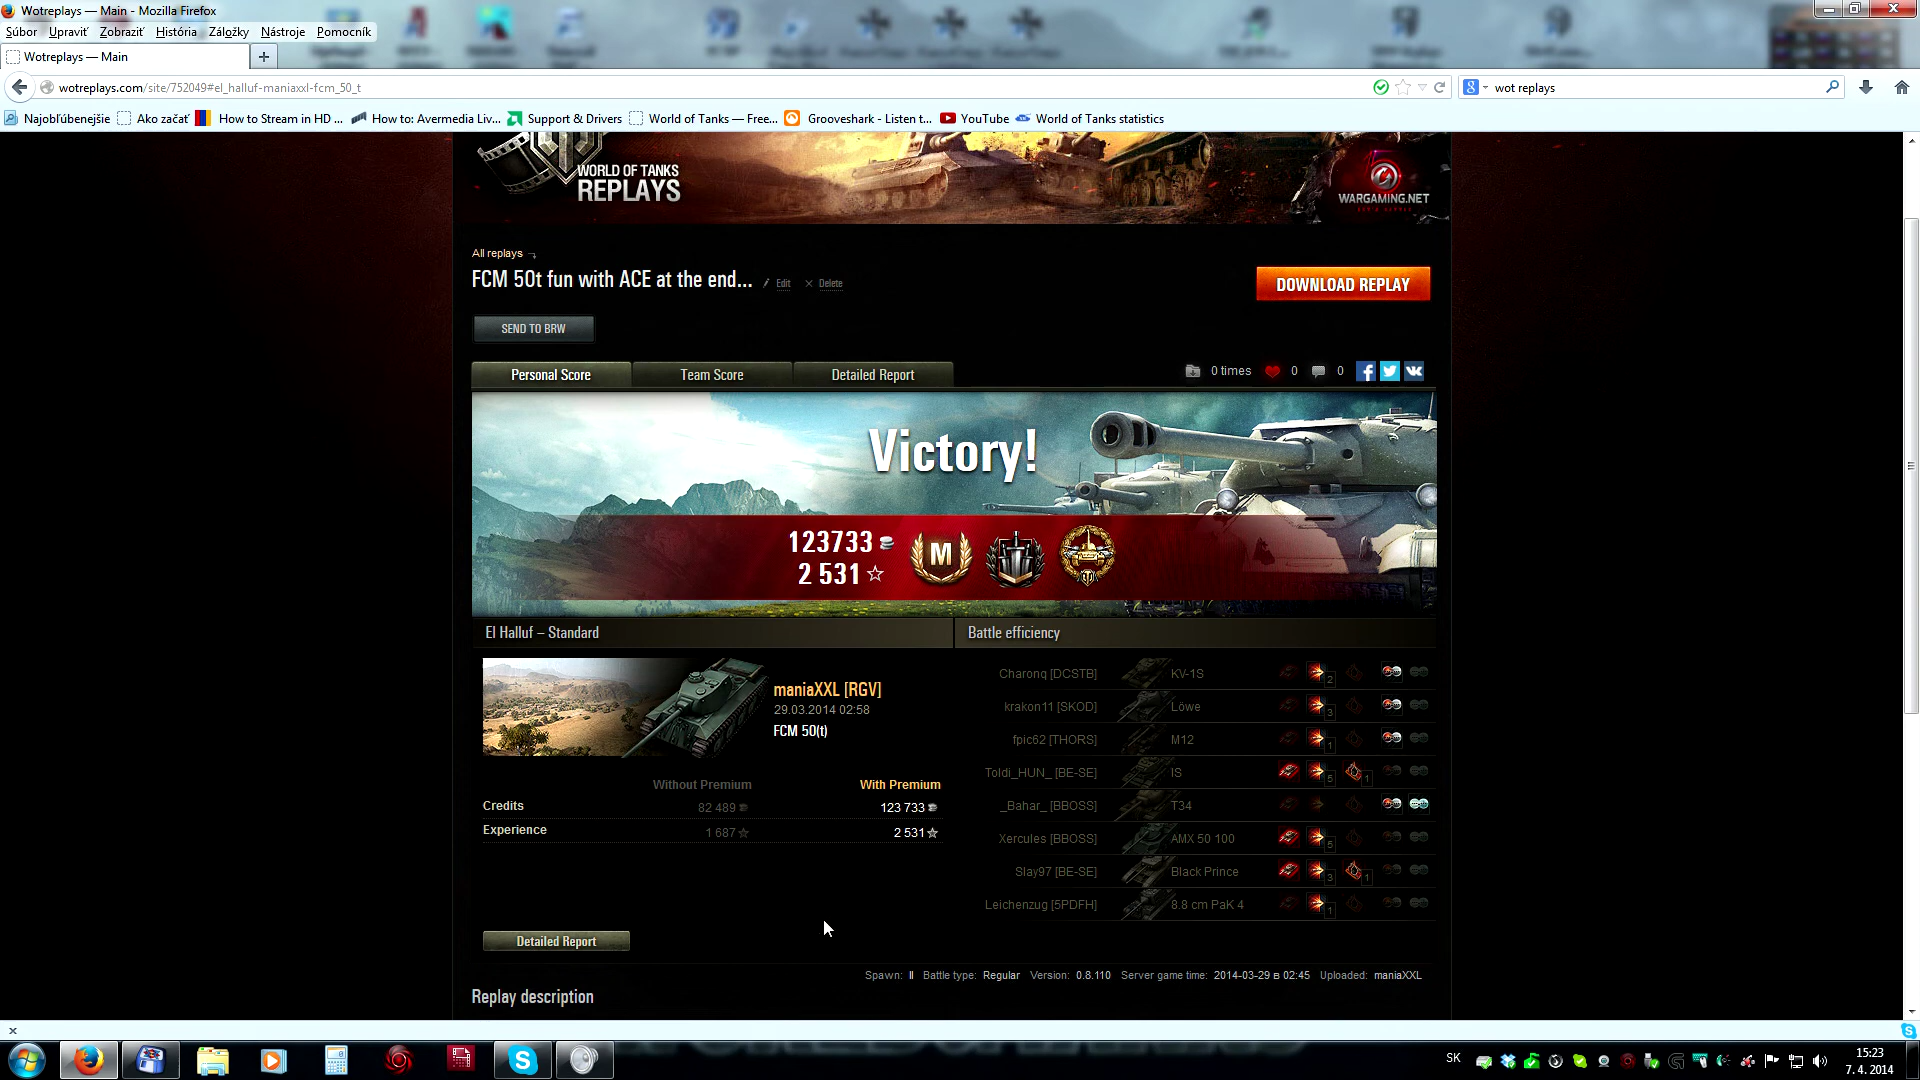 Wotreplays — Main - Mozilla Firefox
Súbor Upraviť Zobraziť História Záložky Nástroje Pomocník
Wotreplays — Main
wotreplays.com/site/752049#el_halluf-maniaxxl-fcm_50_t
wot replays
Najobľúbenejšie Ako začať How to Stream in HD ... How to: Avermedia Liv... Support & Drivers World of Tanks — Free... Grooveshark - Listen t... YouTube World of Tanks statistics
WORLD OF TANKS
REPLAYS
WARGAMING.NET
All replays
FCM 50t fun with ACE at the end... Edit Delete
DOWNLOAD REPLAY
SEND TO BRW
Personal Score Team Score Detailed Report 0 times 0 0
Victory!
123733
2 531
M
El Halluf – Standard
Battle efficiency
maniaXXL [RGV]
29.03.2014 02:58
FCM 50(t)
Without Premium With Premium
Credits 82 489 123 733
Experience 1 687 2 531
Charonq [DCSTB] KV-1S 2
krakon11 [SKOD] Löwe 3
fpic62 [THORS] M12 1
Toldi_HUN_ [BE-SE] IS 5 1
_Bahar_ [BBOSS] T34
Xercules [BBOSS] AMX 50 100 5
Slay97 [BE-SE] Black Prince 3 1
Leichenzug [5PDFH] 8.8 cm PaK 4 1
Detailed Report
Spawn: II Battle type: Regular Version: 0.8.110 Server game time: 2014-03-29 в 02:45 Uploaded: maniaXXL
Replay description
SK
15:23
7. 4. 2014